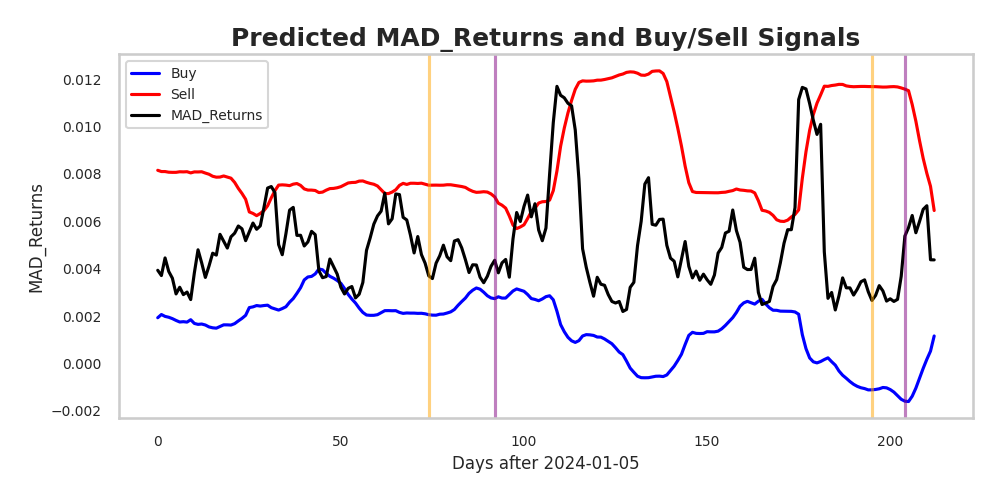 Predicted MAD_Returns and Buy/Sell Signals
Buy
Sell
MAD_Returns
MAD_Returns
0.012
0.010
0.008
0.006
0.004
0.002
0.000
−0.002
0
50
100
150
200
Days after 2024-01-05